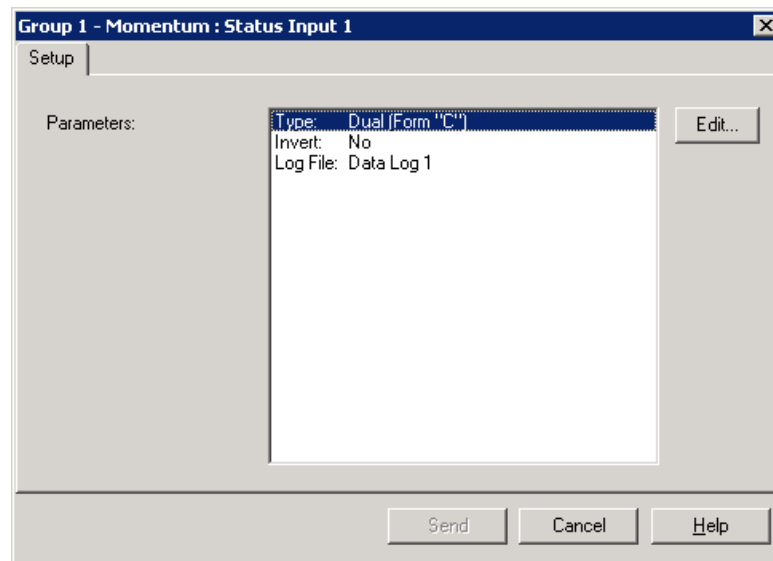 Group 1 - Momentum : Status Input 1
Setup
Parameters:
Type: Dual (Form "C")
Invert: No
Log File: Data Log 1
Edit...
Send
Cancel
Help